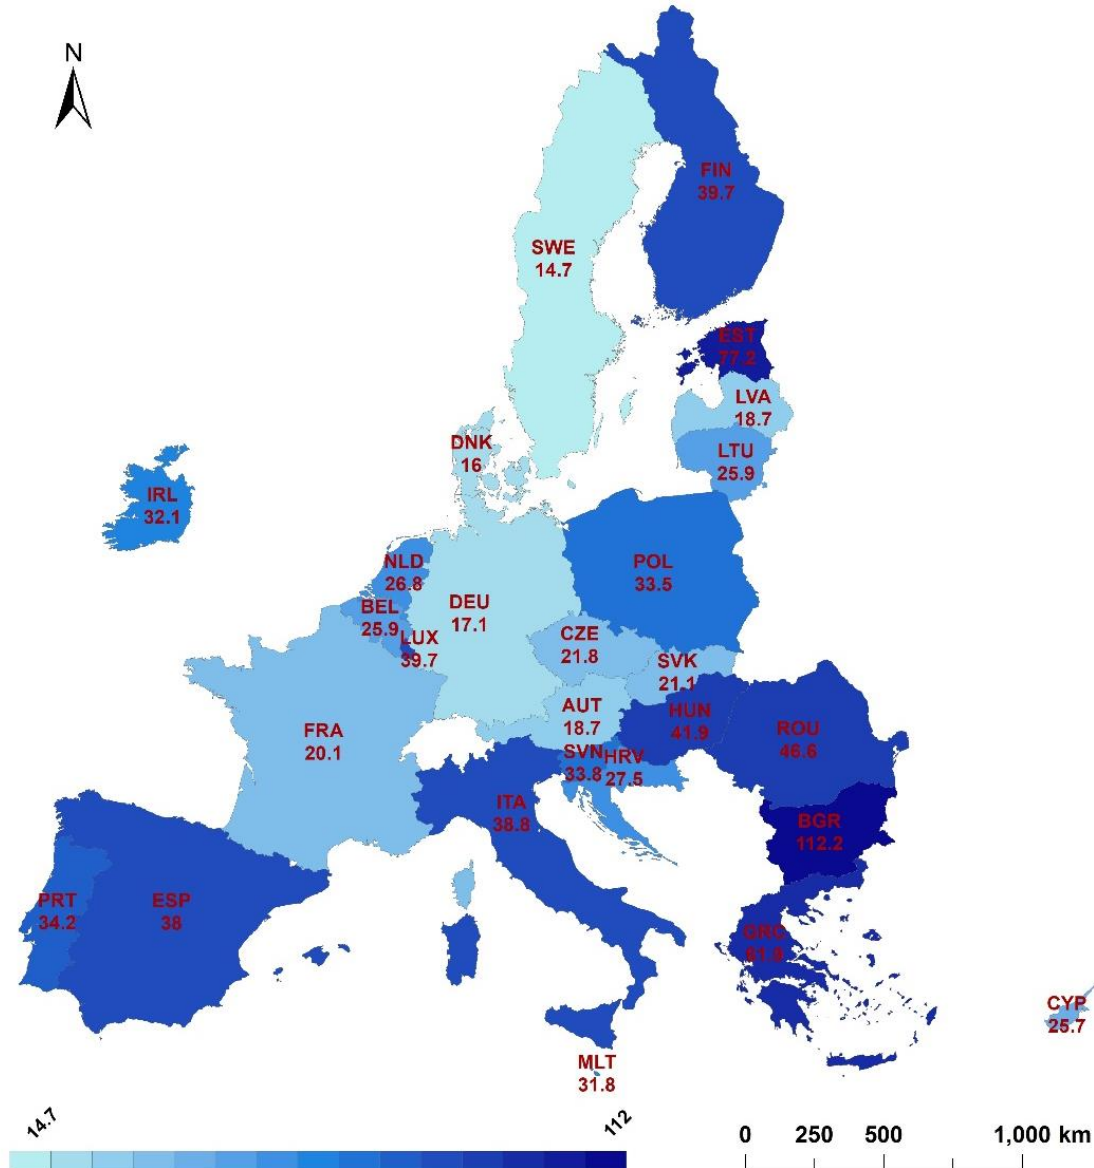 N
FIN
39.7
SWE
14.7
EST
77.2
LVA
18.7
DNK
16
LTU
25.9
IRL
32.1
NLD
26.8
POL
33.5
DEU
17.1
BEL
25.9
LUX
39.7
CZE
21.8
SVK
21.1
AUT
18.7
HUN
41.9
FRA
20.1
ROU
46.6
SVN
33.8
HRV
27.5
ITA
38.8
BGR
112.2
PRT
34.2
ESP
38
GRC
CYP
25.7
MLT
31.8
14.7
112
0 250 500 1,000 km